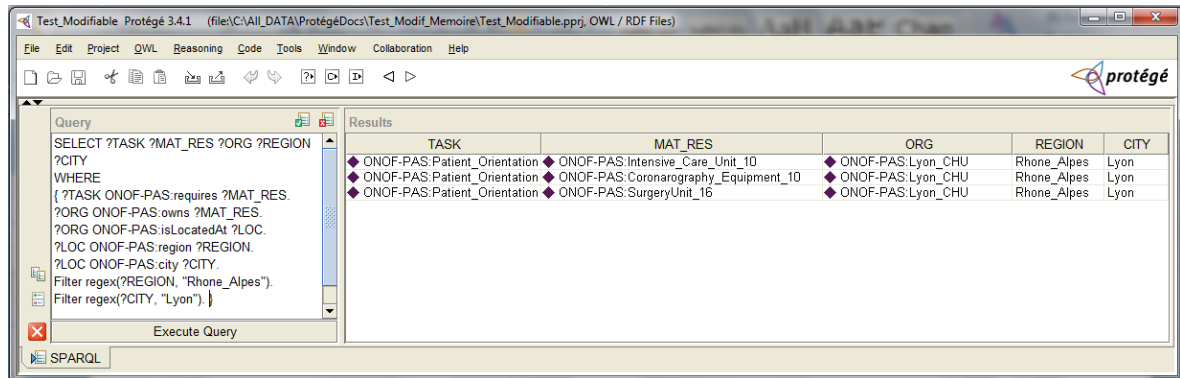 Test_Modifiable Protégé 3.4.1 (file:\C:\All_DATA\ProtégéDocs\Test_Modif_Memoire\Test_Modifiable.pprj, OWL / RDF Files)
File Edit Project OWL Reasoning Code Tools Window Collaboration Help
protégé
Query
SELECT ?TASK ?MAT_RES ?ORG ?REGION
?CITY
WHERE
{ ?TASK ONOF-PAS:requires ?MAT_RES.
?ORG ONOF-PAS:owns ?MAT_RES.
?ORG ONOF-PAS:isLocatedAt ?LOC.
?LOC ONOF-PAS:region ?REGION.
?LOC ONOF-PAS:city ?CITY.
Filter regex(?REGION, "Rhone_Alpes").
Filter regex(?CITY, "Lyon"). }
Execute Query
Results
TASK MAT_RES ORG REGION CITY
ONOF-PAS:Patient_Orientation ONOF-PAS:Intensive_Care_Unit_10 ONOF-PAS:Lyon_CHU Rhone_Alpes Lyon
ONOF-PAS:Patient_Orientation ONOF-PAS:Coronarography_Equipment_10 ONOF-PAS:Lyon_CHU Rhone_Alpes Lyon
ONOF-PAS:Patient_Orientation ONOF-PAS:SurgeryUnit_16 ONOF-PAS:Lyon_CHU Rhone_Alpes Lyon
SPARQL